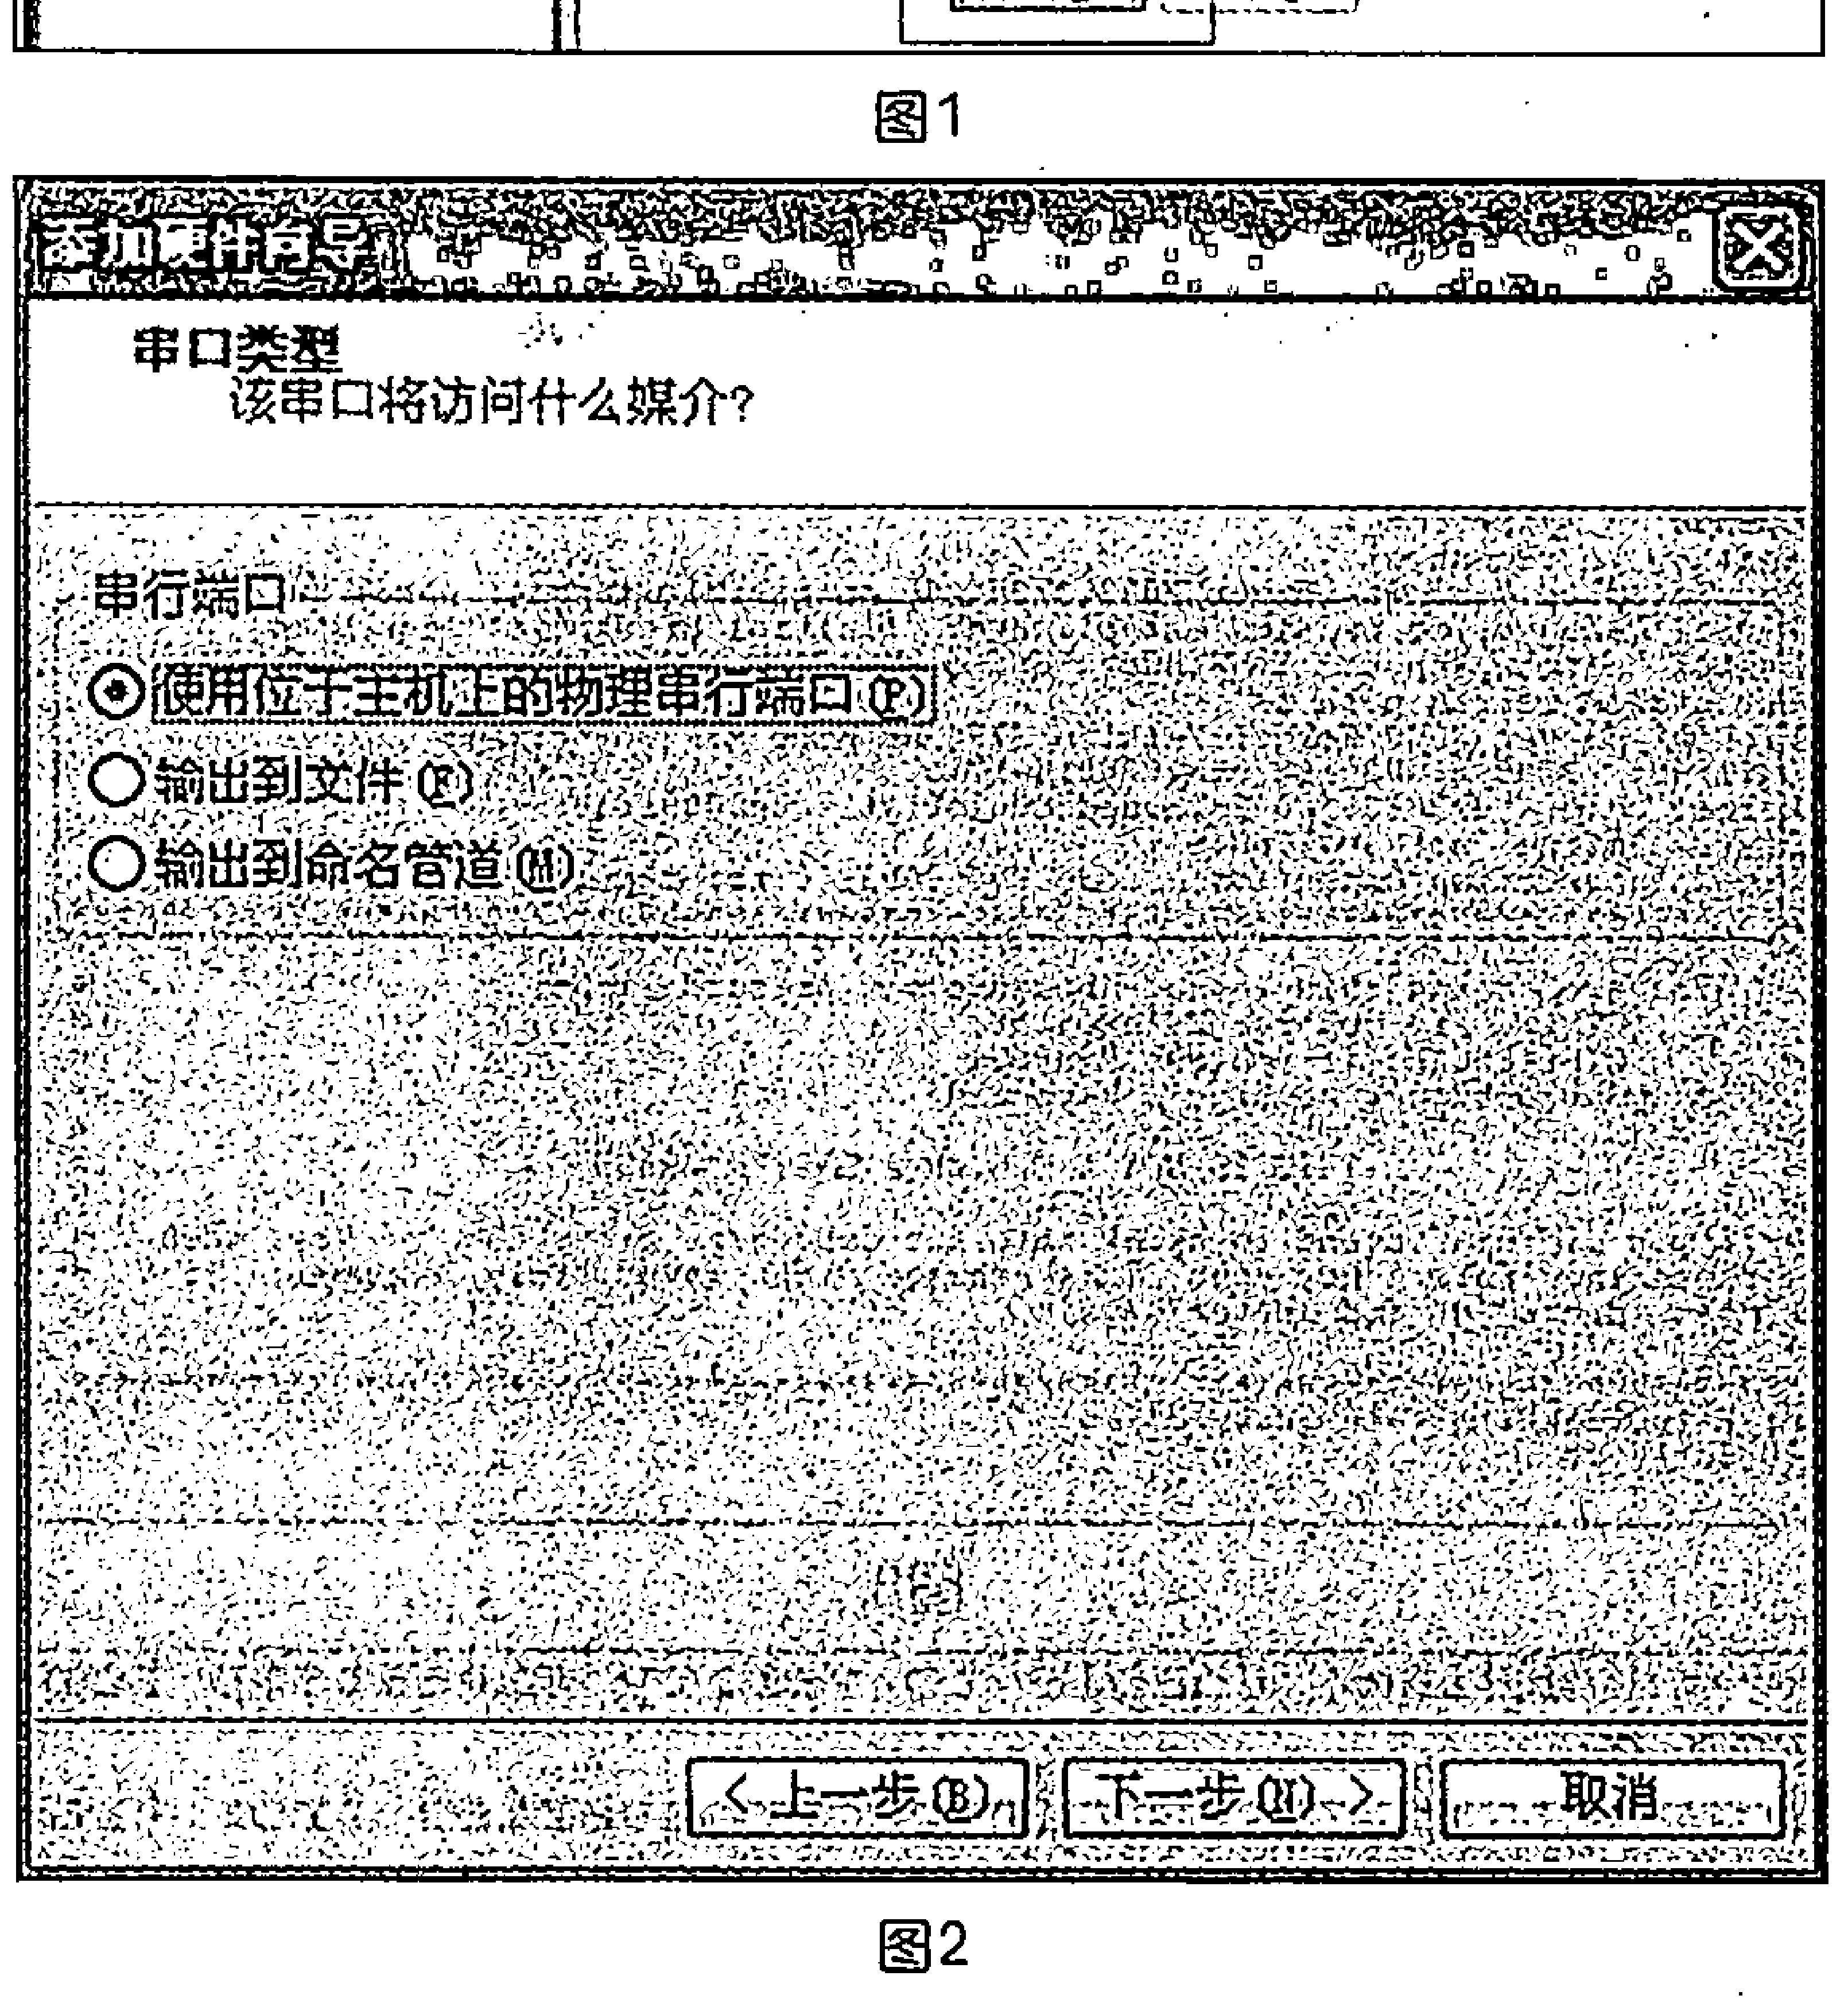 图1
添加硬件向导
串口类型
该串口将访问什么媒介?
串行端口
使用位于主机上的物理串行端口(P)
输出到文件(F)
输出到命名管道(M)
< 上一步(B)
下一步(N) >
取消
图2